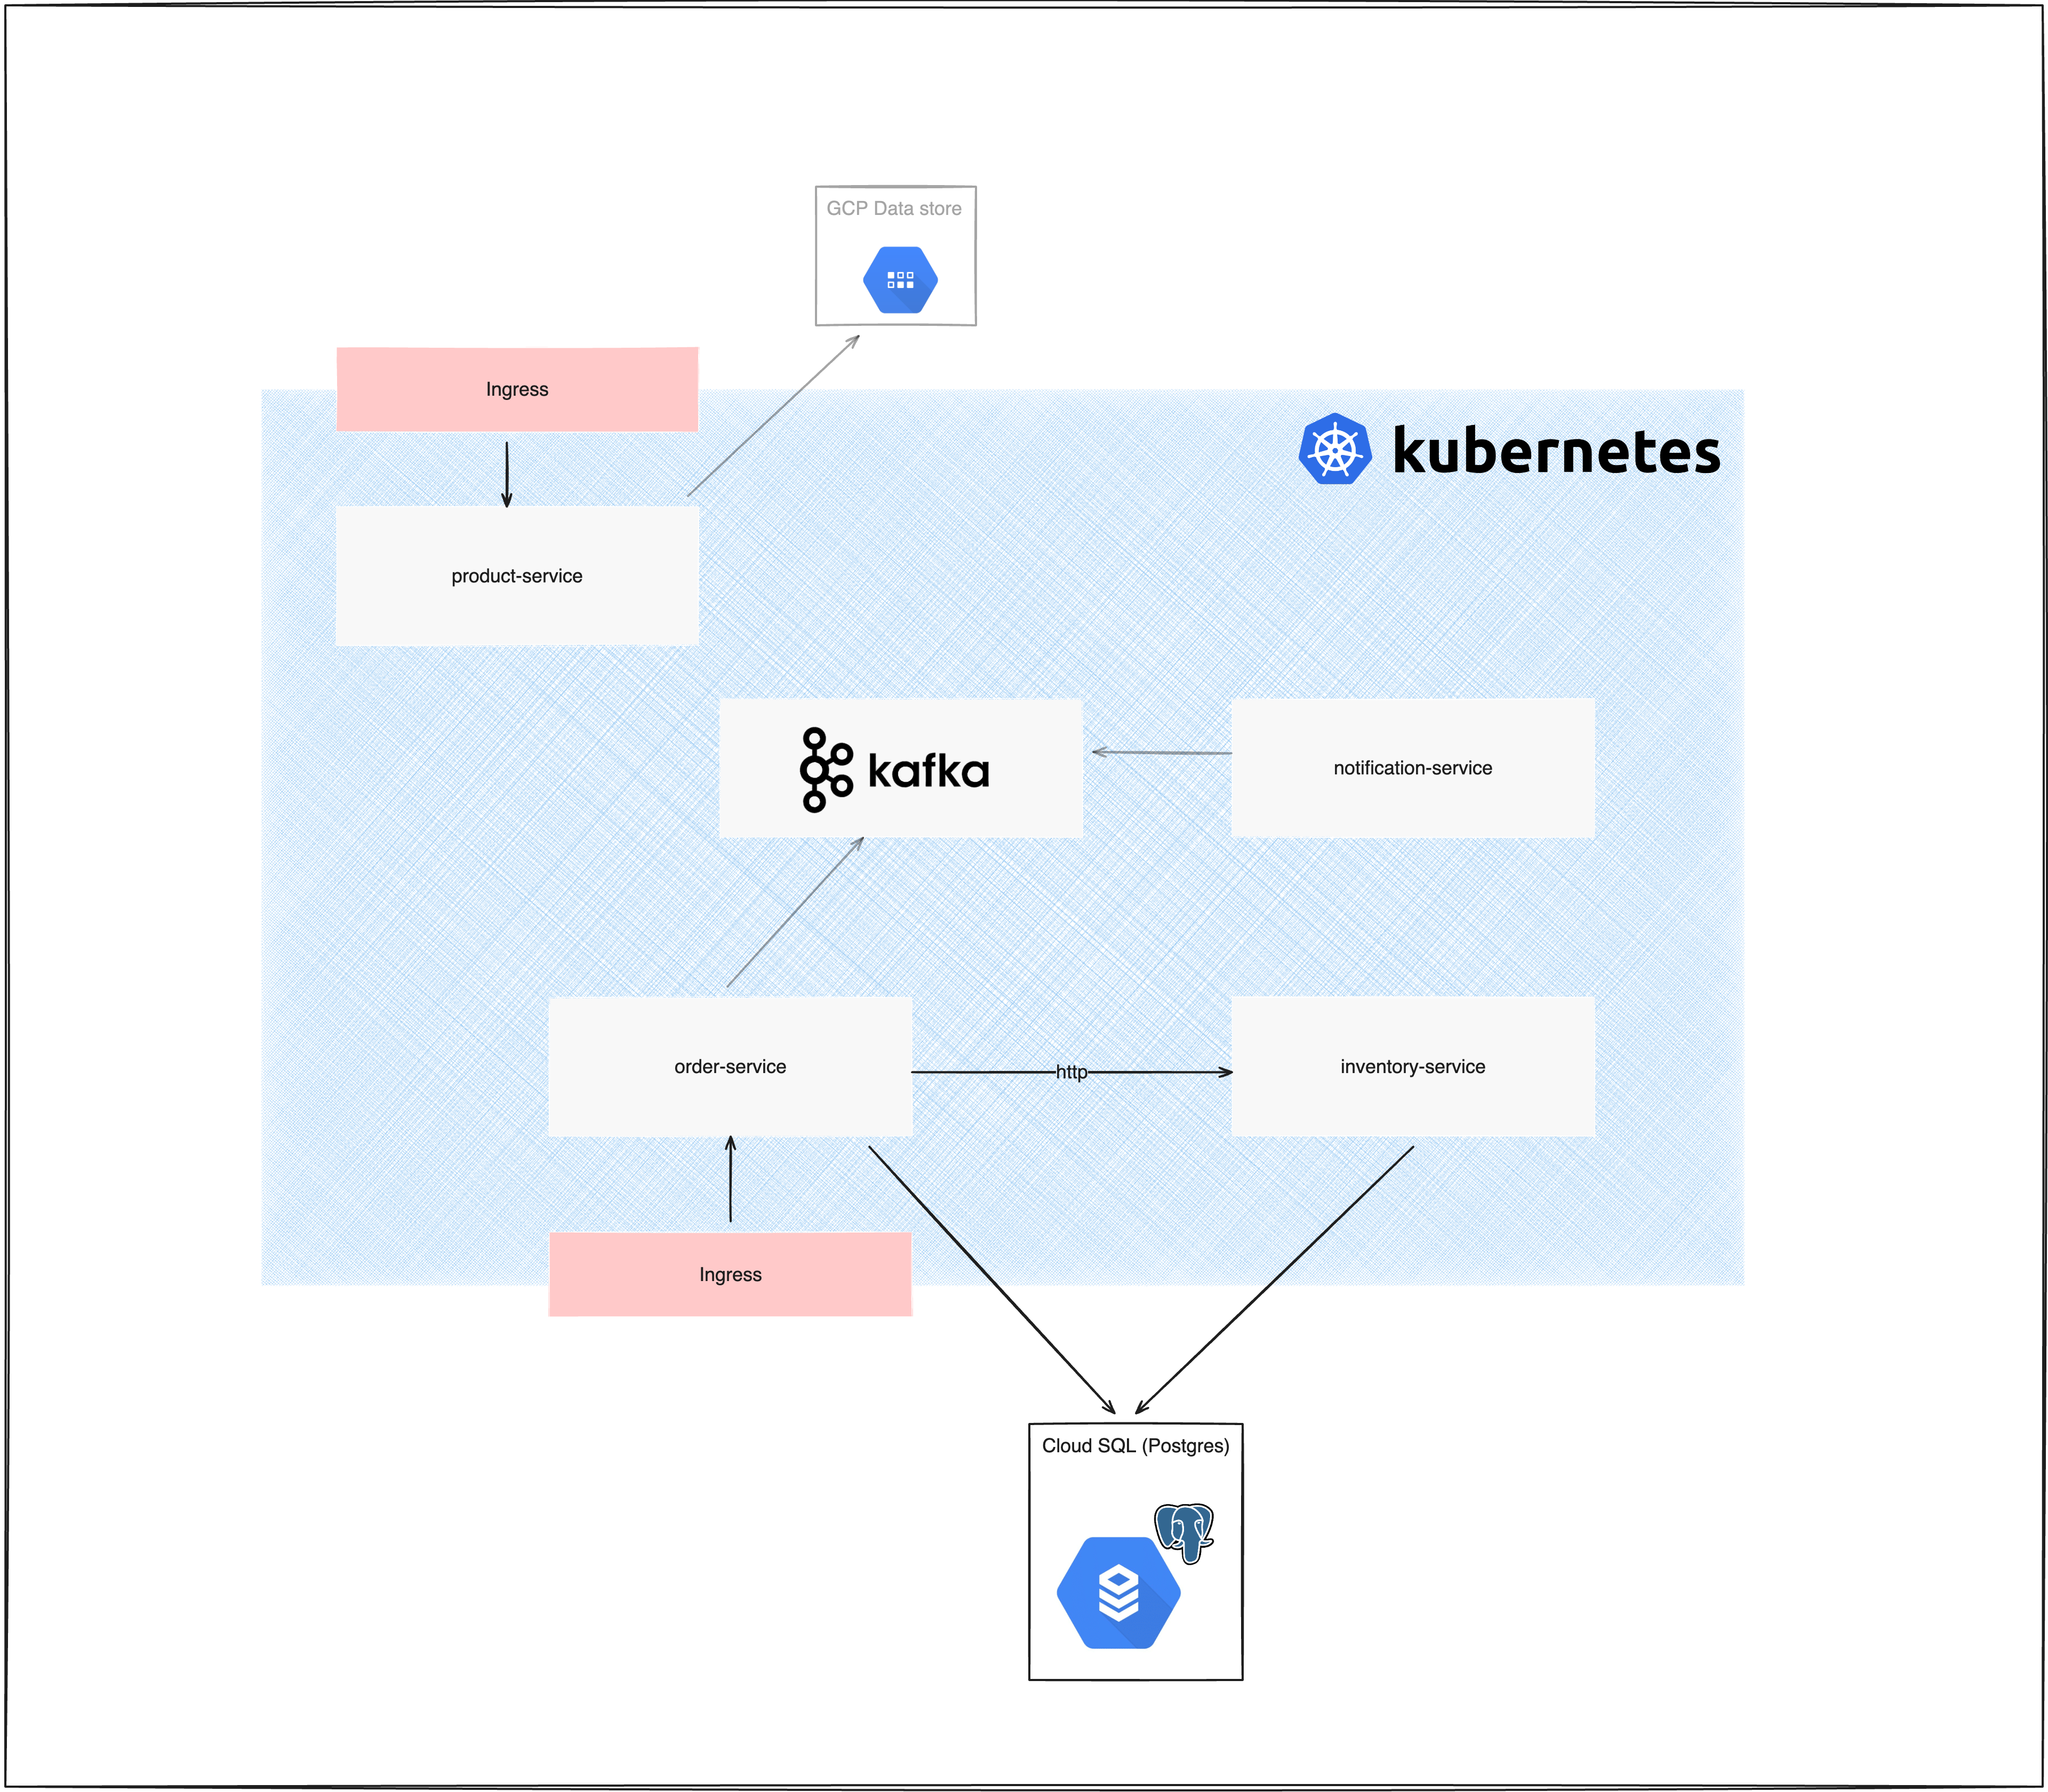 GCP Data store
Ingress
kubernetes
product-service
kafka
notification-service
order-service
http
inventory-service
Ingress
Cloud SQL (Postgres)